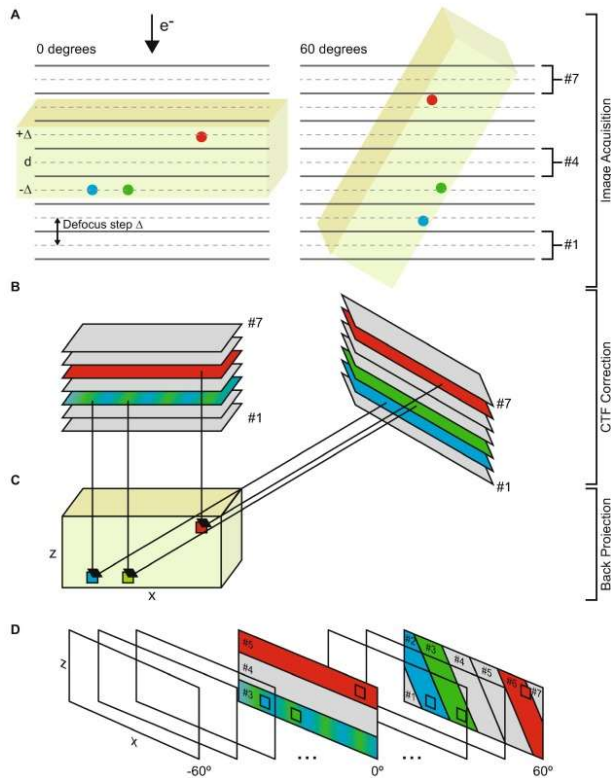 A
e-
0 degrees
60 degrees
#7
+Δ
d
#4
-Δ
Defocus step Δ
#1
Image Acquisition
B
#7
#1
#7
#1
CTF Correction
C
z
x
Back Projection
D
z
x
#5
#4
#3
#2
#3
#4
#5
#6
#7
#1
-60º
...
0º
...
60º